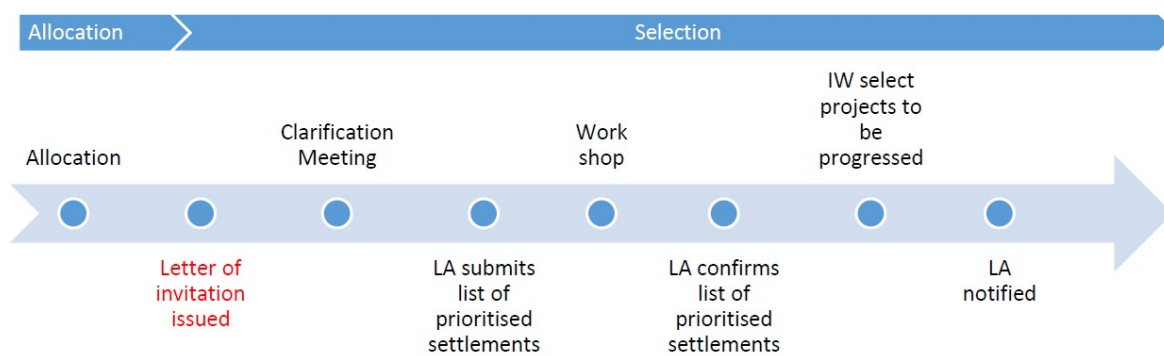 Allocation
Selection
Allocation
Letter of
invitation
issued
Clarification
Meeting
LA submits
list of
prioritised
settlements
Work
shop
LA confirms
list of
prioritised
settlements
IW select
projects to
be
progressed
LA
notified